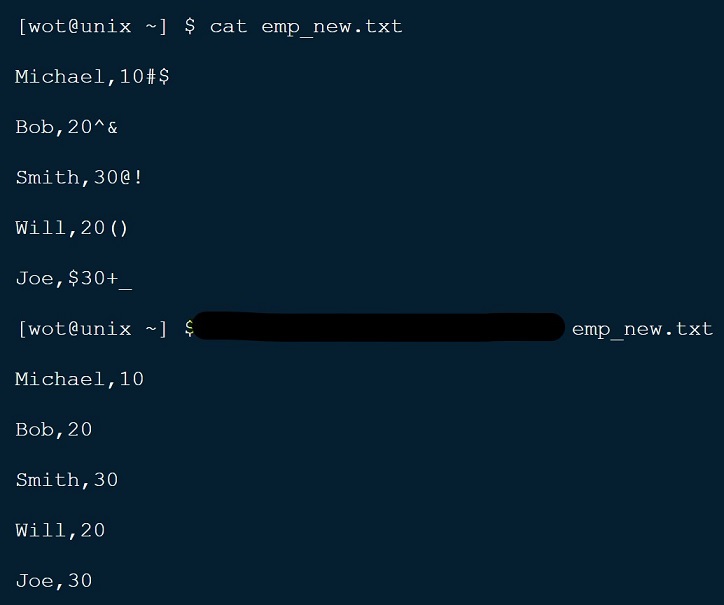 [wot@unix ~] $ cat emp_new.txt
Michael,10#$
Bob,20^&
Smith,30@!
Will,20()
Joe,$30+_
[wot@unix ~] $ emp_new.txt
Michael,10
Bob,20
Smith,30
Will,20
Joe,30